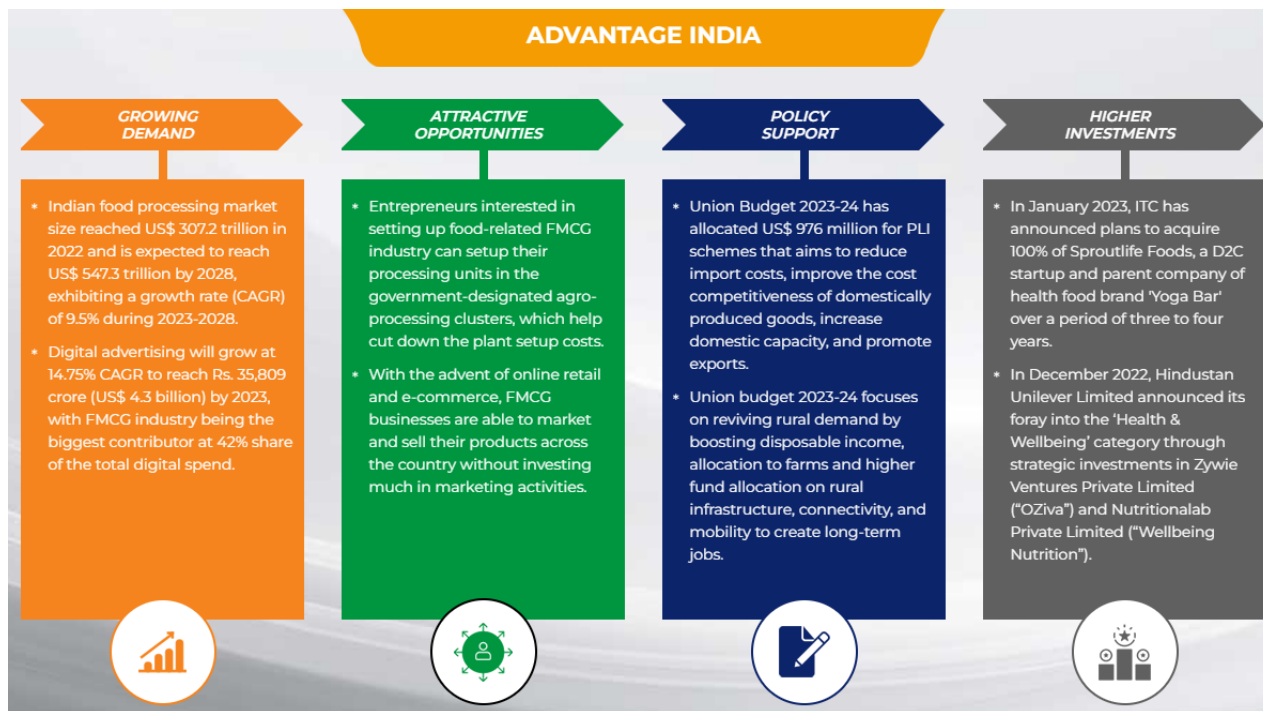 ADVANTAGE INDIA
GROWING
DEMAND
* Indian food processing market
size reached US$ 307.2 trillion in
2022 and is expected to reach
US$ 547.3 trillion by 2028,
exhibiting a growth rate (CAGR)
of 9.5% during 2023-2028.
* Digital advertising will grow at
14.75% CAGR to reach Rs. 35,809
crore (US$ 4.3 billion) by 2023,
with FMCG industry being the
biggest contributor at 42% share
of the total digital spend.
ATTRACTIVE
OPPORTUNITIES
* Entrepreneurs interested in
setting up food-related FMCG
industry can setup their
processing units in the
government-designated agro-
processing clusters, which help
cut down the plant setup costs.
* With the advent of online retail
and e-commerce, FMCG
businesses are able to market
and sell their products across
the country without investing
much in marketing activities.
POLICY
SUPPORT
* Union Budget 2023-24 has
allocated US$ 976 million for PLI
schemes that aims to reduce
import costs, improve the cost
competitiveness of domestically
produced goods, increase
domestic capacity, and promote
exports.
* Union budget 2023-24 focuses
on reviving rural demand by
boosting disposable income,
allocation to farms and higher
fund allocation on rural
infrastructure, connectivity, and
mobility to create long-term
jobs.
HIGHER
INVESTMENTS
* In January 2023, ITC has
announced plans to acquire
100% of Sproutlife Foods, a D2C
startup and parent company of
health food brand 'Yoga Bar'
over a period of three to four
years.
* In December 2022, Hindustan
Unilever Limited announced its
foray into the ‘Health &
Wellbeing’ category through
strategic investments in Zywie
Ventures Private Limited
(“OZiva”) and Nutritionalab
Private Limited (“Wellbeing
Nutrition”).